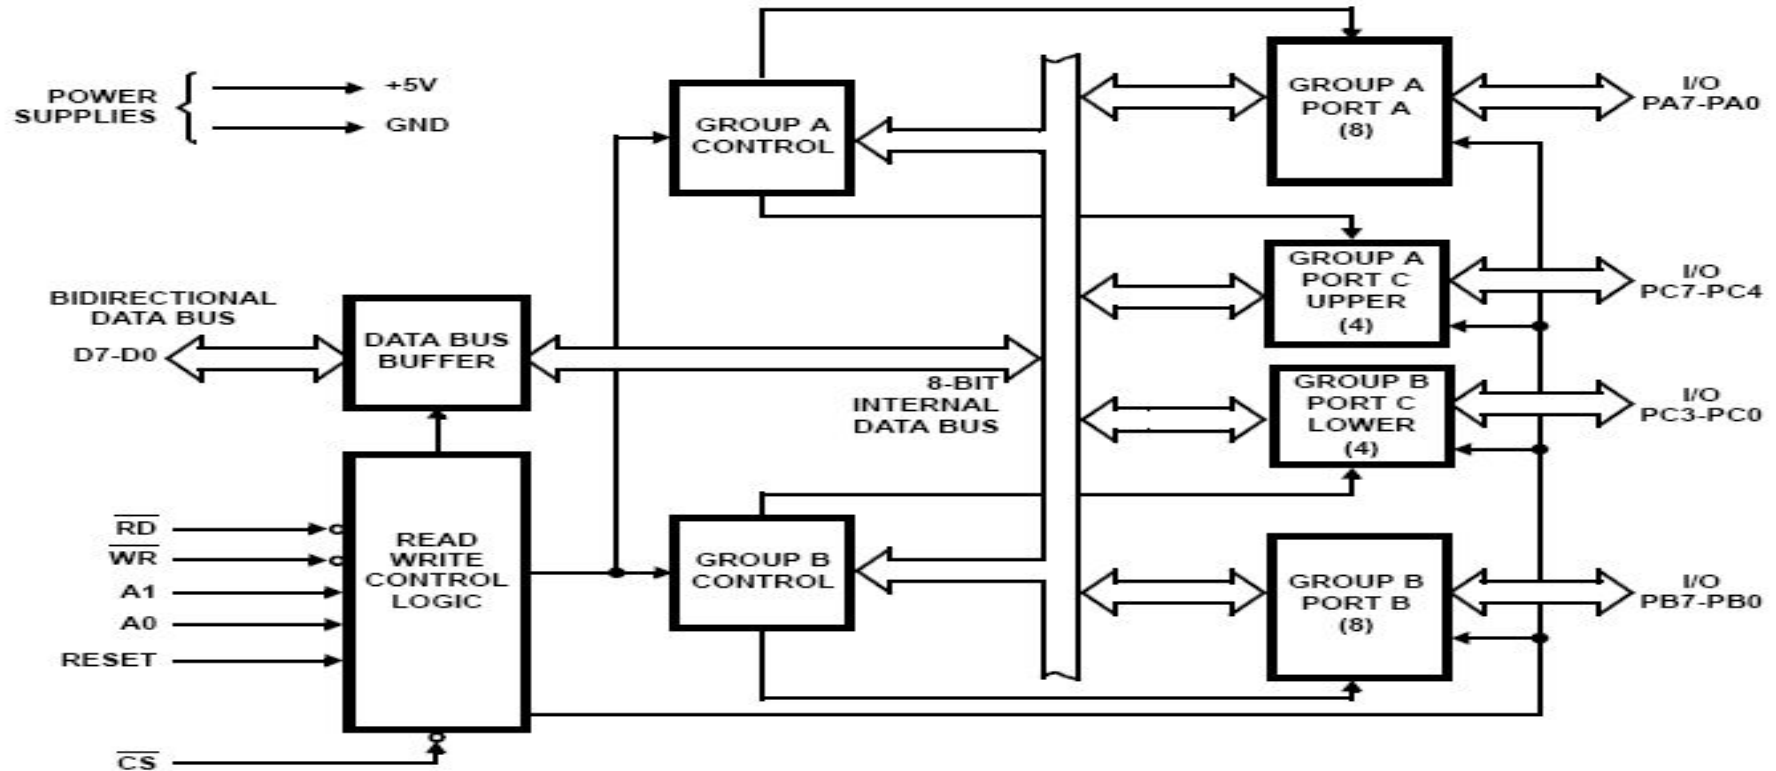 POWER
SUPPLIES
+5V
GND
GROUP A
CONTROL
GROUP A
PORT A
(8)
I/O
PA7-PA0
GROUP A
PORT C
UPPER
(4)
I/O
PC7-PC4
BIDIRECTIONAL
DATA BUS
D7-D0
DATA BUS
BUFFER
8-BIT
INTERNAL
DATA BUS
GROUP B
PORT C
LOWER
(4)
I/O
PC3-PC0
RD
WR
A1
A0
RESET
CS
READ
WRITE
CONTROL
LOGIC
GROUP B
CONTROL
GROUP B
PORT B
(8)
I/O
PB7-PB0